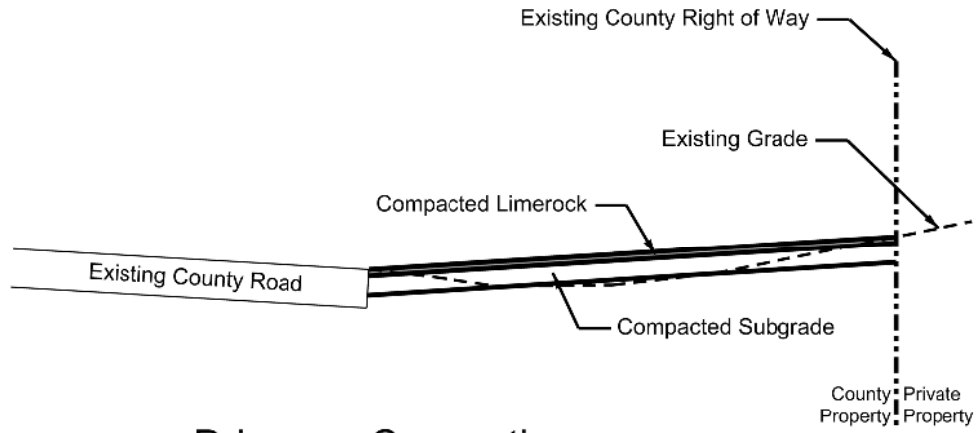 Existing County Right of Way
Existing Grade
Compacted Limerock
Existing County Road
Compacted Subgrade
County Private
Property Property